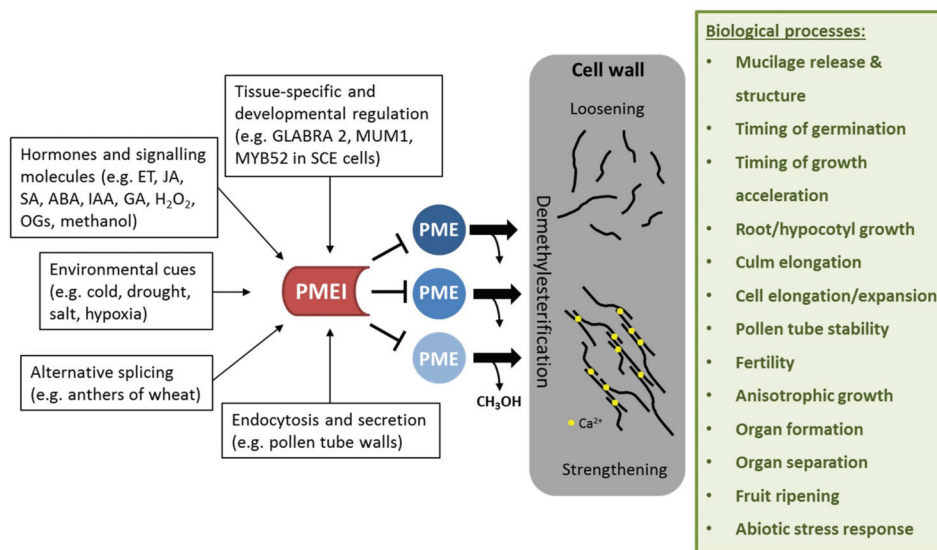 Tissue-specific and
developmental regulation
(e.g. GLABRA 2, MUM1,
MYB52 in SCE cells)
Hormones and signalling
molecules (e.g. ET, JA,
SA, ABA, IAA, GA, H₂O₂,
OGs, methanol)
Environmental cues
(e.g. cold, drought,
salt, hypoxia)
Alternative splicing
(e.g. anthers of wheat)
Endocytosis and secretion
(e.g. pollen tube walls)
PMEI
PME
PME
PME
CH₃OH
Demethylesterification
Cell wall
Loosening
Ca²⁺
Strengthening
Biological processes:
• Mucilage release &
structure
• Timing of germination
• Timing of growth
acceleration
• Root/hypocotyl growth
• Culm elongation
• Cell elongation/expansion
• Pollen tube stability
• Fertility
• Anisotrophic growth
• Organ formation
• Organ separation
• Fruit ripening
• Abiotic stress response